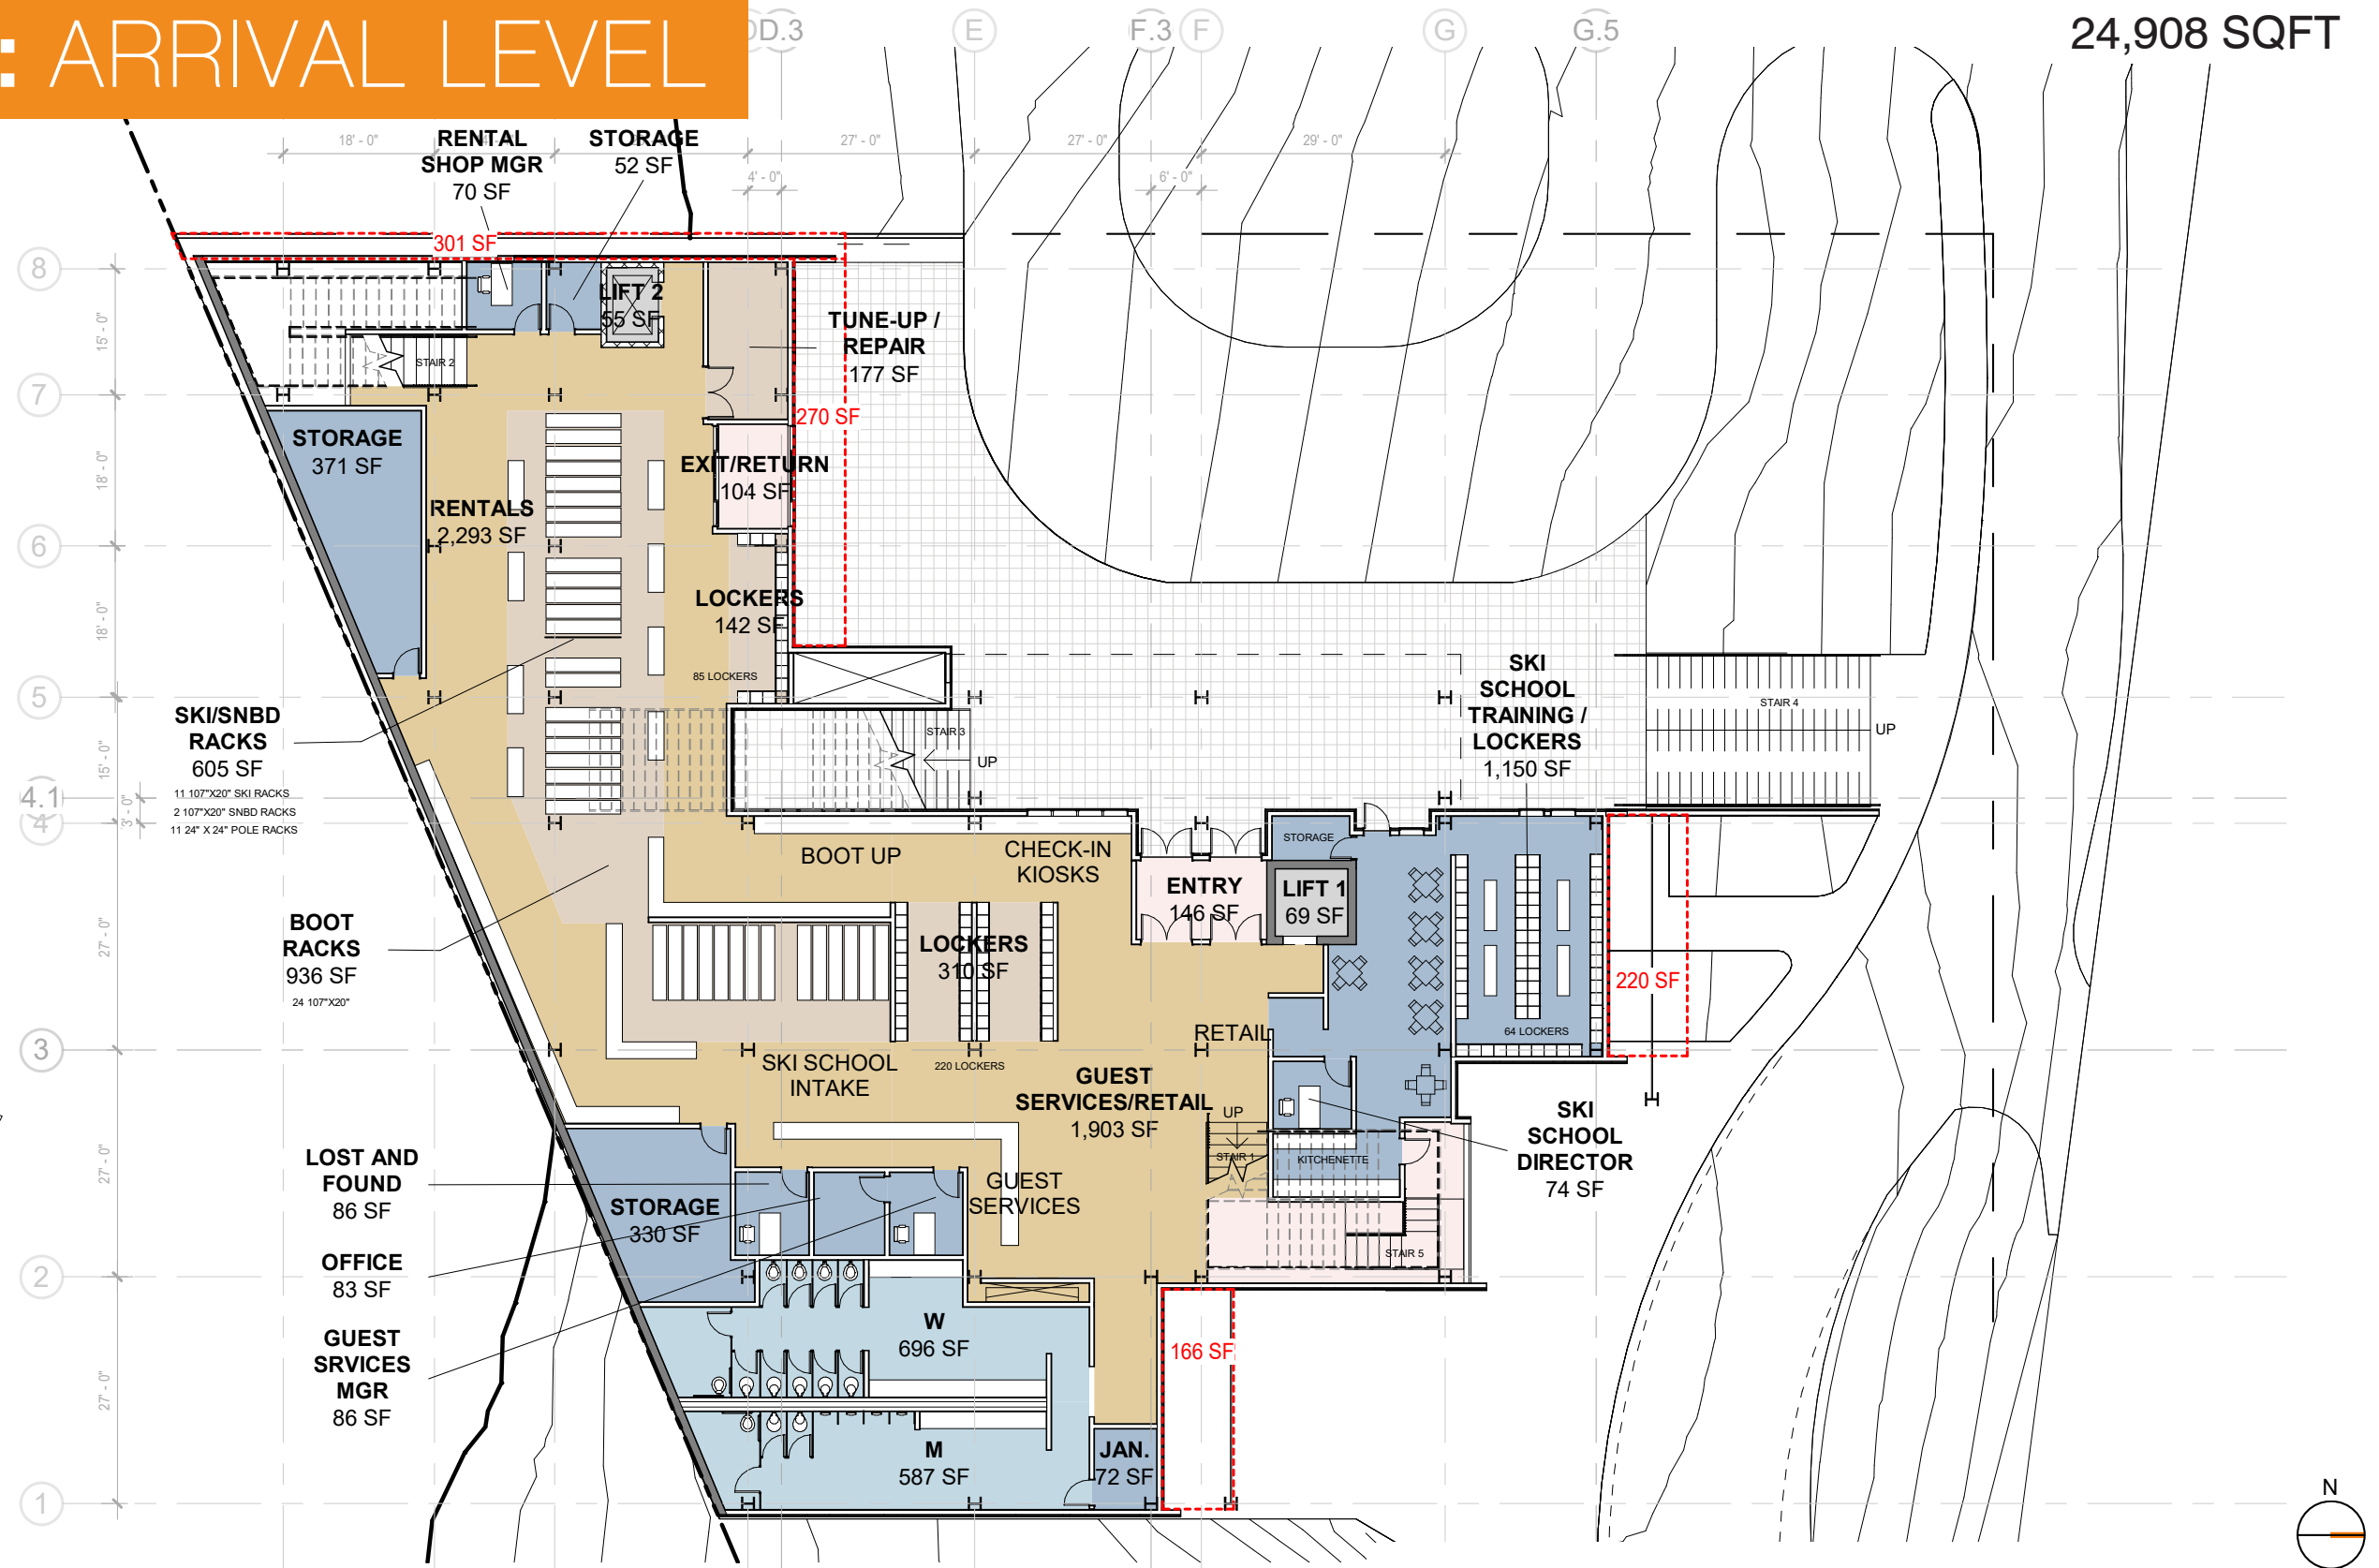 : ARRIVAL LEVEL
24,908 SQFT
D.3
E
F.3
F
G
G.5
18' - 0"
27' - 0"
27' - 0"
29' - 0"
4' - 0"
6' - 0"
RENTAL
SHOP MGR
70 SF
STORAGE
52 SF
301 SF
8
7
6
5
4.1
4
3
2
1
15' - 0"
18' - 0"
18' - 0"
15' - 0"
3' - 0"
27' - 0"
27' - 0"
27' - 0"
LIFT 2
55 SF
STAIR 2
TUNE-UP /
REPAIR
177 SF
270 SF
STORAGE
371 SF
EXIT/RETURN
104 SF
RENTALS
2,293 SF
LOCKERS
142 SF
85 LOCKERS
SKI/SNBD
RACKS
605 SF
11 107"X20" SKI RACKS
2 107"X20" SNBD RACKS
11 24" X 24" POLE RACKS
STAIR 3
UP
SKI
SCHOOL
TRAINING /
LOCKERS
1,150 SF
STAIR 4
UP
BOOT UP
CHECK-IN
KIOSKS
STORAGE
ENTRY
146 SF
LIFT 1
69 SF
BOOT
RACKS
936 SF
24 107"X20"
LOCKERS
310 SF
220 SF
64 LOCKERS
RETAIL
SKI SCHOOL
INTAKE
220 LOCKERS
GUEST
SERVICES/RETAIL
1,903 SF
UP
STAIR 1
KITCHENETTE
SKI
SCHOOL
DIRECTOR
74 SF
LOST AND
FOUND
86 SF
STORAGE
330 SF
GUEST
SERVICES
STAIR 5
OFFICE
83 SF
GUEST
SRVICES
MGR
86 SF
W
696 SF
166 SF
M
587 SF
JAN.
72 SF
N